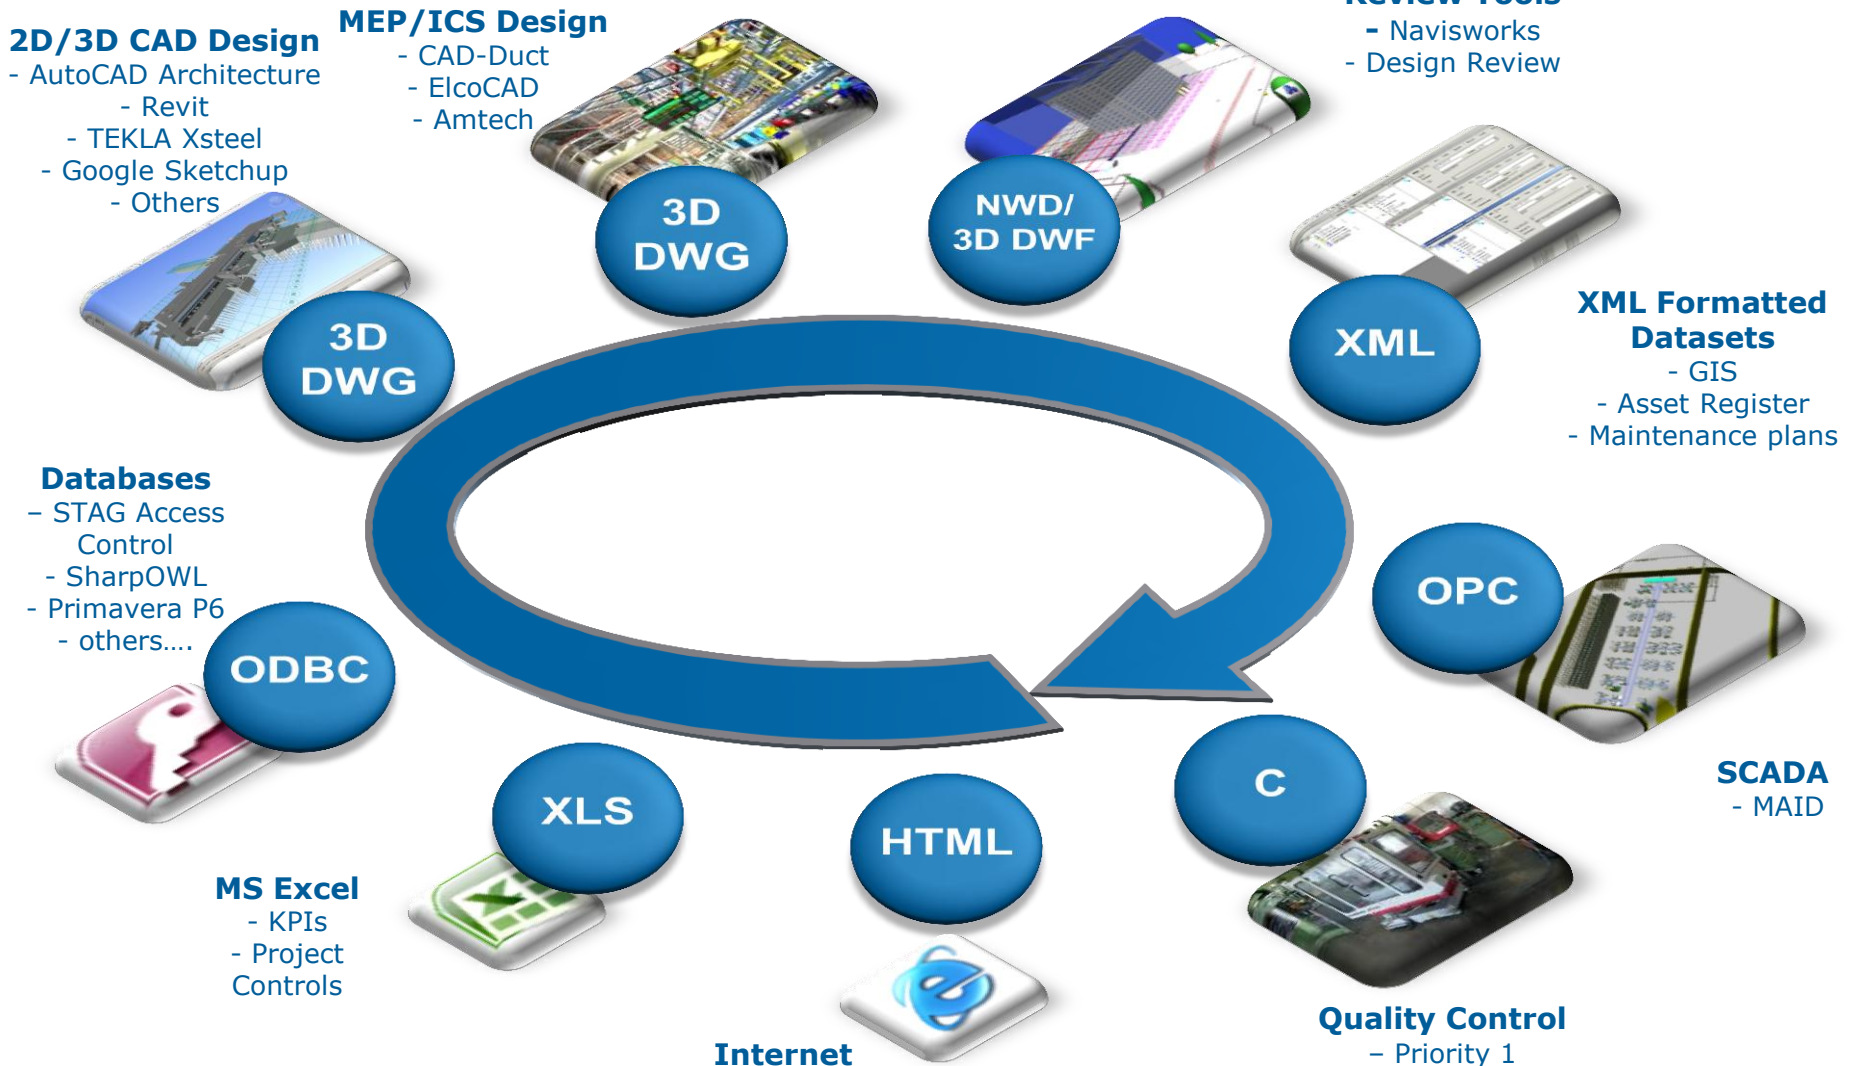 Review Tools
- Navisworks
- Design Review
MEP/ICS Design
- CAD-Duct
- ElcoCAD
- Amtech
2D/3D CAD Design
- AutoCAD Architecture
- Revit
- TEKLA Xsteel
- Google Sketchup
- Others
3D
DWG
NWD/
3D DWF
3D
DWG
XML
XML Formatted
Datasets
- GIS
- Asset Register
- Maintenance plans
Databases
– STAG Access
Control
- SharpOWL
- Primavera P6
- others....
ODBC
OPC
SCADA
- MAID
XLS
HTML
C
MS Excel
- KPIs
- Project
Controls
Internet
Quality Control
– Priority 1